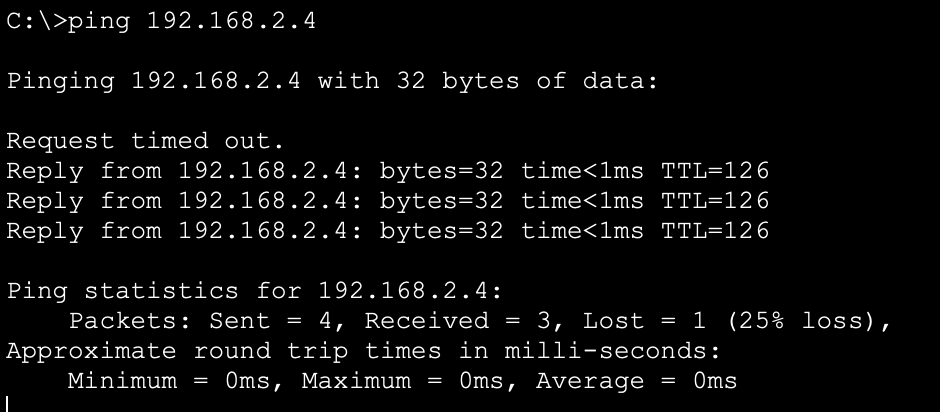 C:\>ping 192.168.2.4
Pinging 192.168.2.4 with 32 bytes of data:
Request timed out.
Reply from 192.168.2.4: bytes=32 time<1ms TTL=126
Reply from 192.168.2.4: bytes=32 time<1ms TTL=126
Reply from 192.168.2.4: bytes=32 time<1ms TTL=126
Ping statistics for 192.168.2.4:
    Packets: Sent = 4, Received = 3, Lost = 1 (25% loss),
Approximate round trip times in milli-seconds:
    Minimum = 0ms, Maximum = 0ms, Average = 0ms